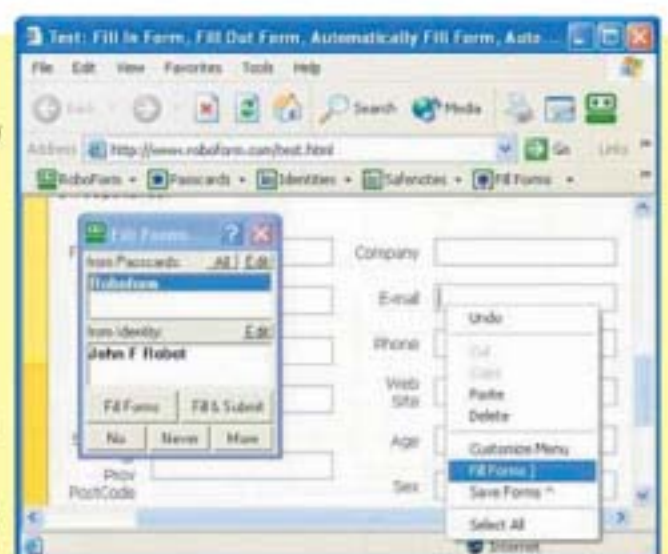 Test: Fill In Form, Fill Out Form, Automatically Fill Form, Auto...
File Edit View Favorites Tools Help
Back Search Media
Address http://www.roboform.com/test.html Go Links
RoboForm Passcards Identities Safenotes Fill Forms
Fill Forms
from Passcards: All Edit
Roboform
from Identity: Edit
John F Robot
Fill Forms Fill & Submit
No Never More
Prov
PostCode
Company
E-mail
Phone
Web
Site
Age
Sex
Undo
Cut
Copy
Paste
Delete
Customize Menu
Fill Forms ]
Save Forms ^
Select All
Internet